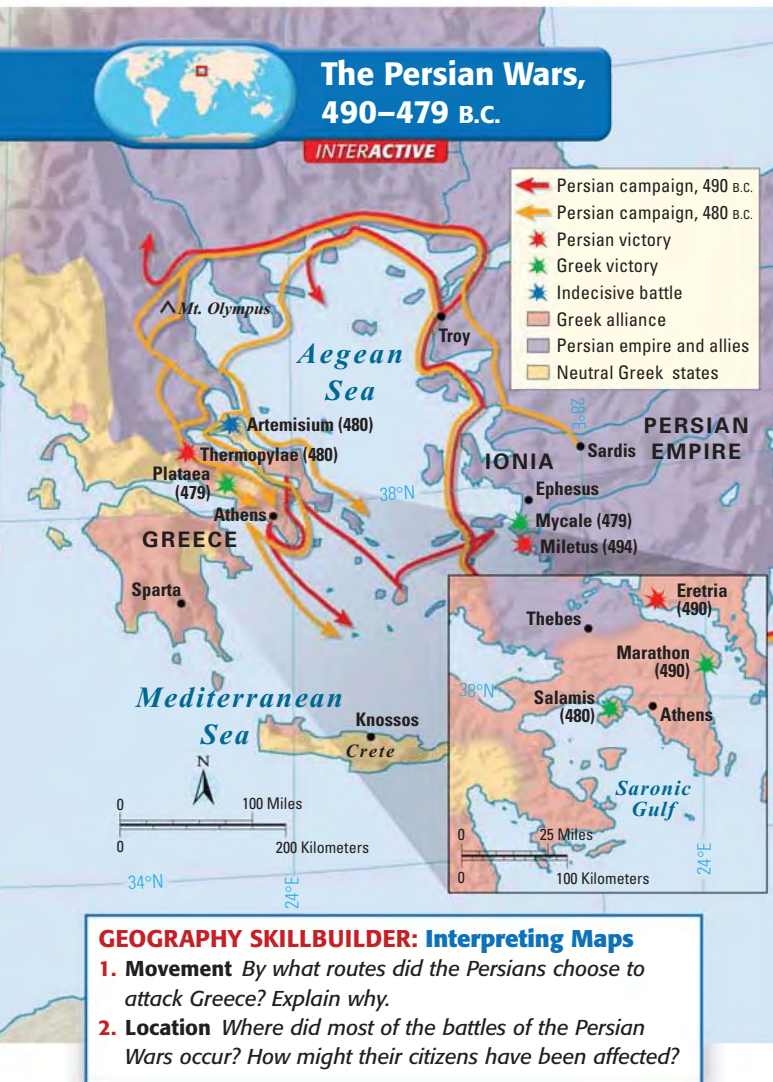 The Persian Wars,
490–479 B.C.
INTERACTIVE
Persian campaign, 490 B.C.
Persian campaign, 480 B.C.
Persian victory
Greek victory
Indecisive battle
Greek alliance
Persian empire and allies
Neutral Greek states
Mt. Olympus
Troy
Aegean
Sea
Artemisium (480)
Thermopylae (480)
Plataea
(479)
Athens
GREECE
Sparta
38°N
28°E
PERSIAN
EMPIRE
Sardis
IONIA
Ephesus
Mycale (479)
Miletus (494)
Eretria
(490)
Thebes
Marathon
(490)
38°N
Salamis
(480)
Athens
Saronic
Gulf
0
25 Miles
0
100 Kilometers
24°E
Mediterranean
Sea
Knossos
Crete
N
0
100 Miles
0
200 Kilometers
34°N
24°E
GEOGRAPHY SKILLBUILDER: Interpreting Maps
1. Movement By what routes did the Persians choose to
attack Greece? Explain why.
2. Location Where did most of the battles of the Persian
Wars occur? How might their citizens have been affected?